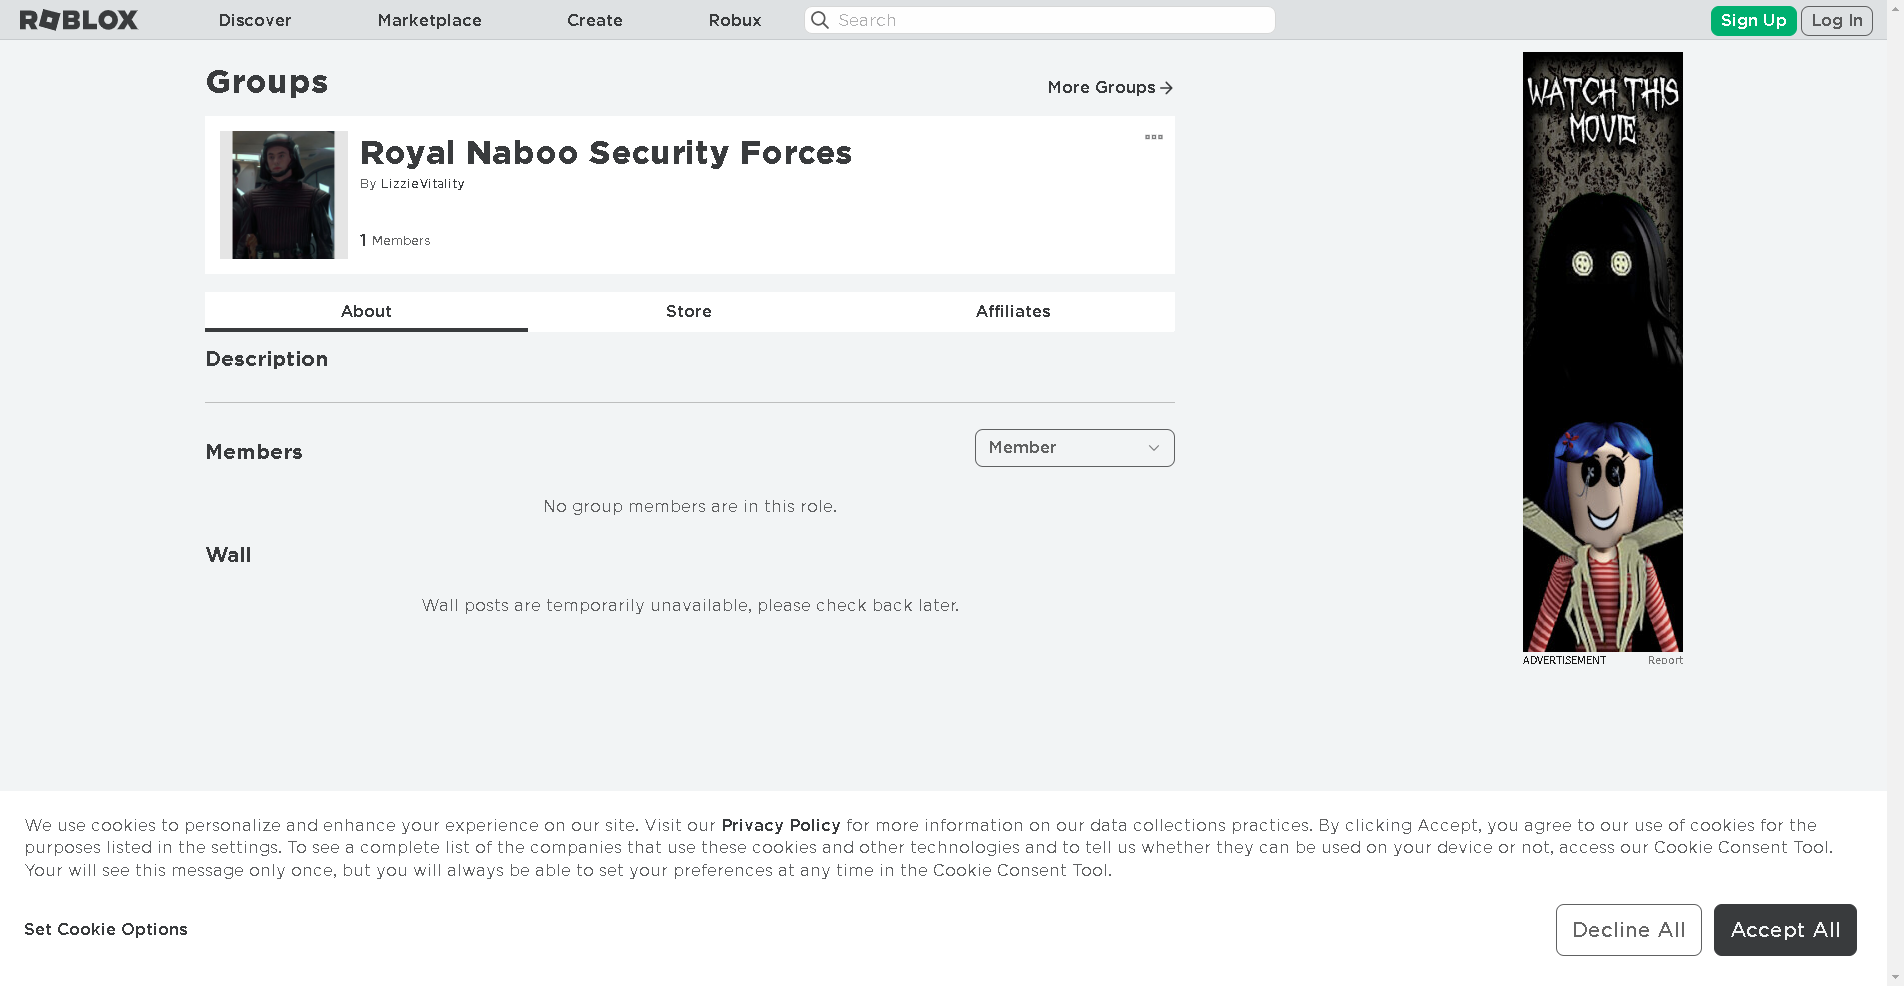 ROBLOX Discover Marketplace Create Robux Search Sign Up Log In
Groups
More Groups
Royal Naboo Security Forces
By LizzieVitality
1 Members
About Store Affiliates
Description
Members
Member
No group members are in this role.
Wall
Wall posts are temporarily unavailable, please check back later.
WATCH THIS
MOVIE
ADVERTISEMENT Report
We use cookies to personalize and enhance your experience on our site. Visit our Privacy Policy for more information on our data collections practices. By clicking Accept, you agree to our use of cookies for the
purposes listed in the settings. To see a complete list of the companies that use these cookies and other technologies and to tell us whether they can be used on your device or not, access our Cookie Consent Tool.
Your will see this message only once, but you will always be able to set your preferences at any time in the Cookie Consent Tool.
Set Cookie Options
Decline All
Accept All